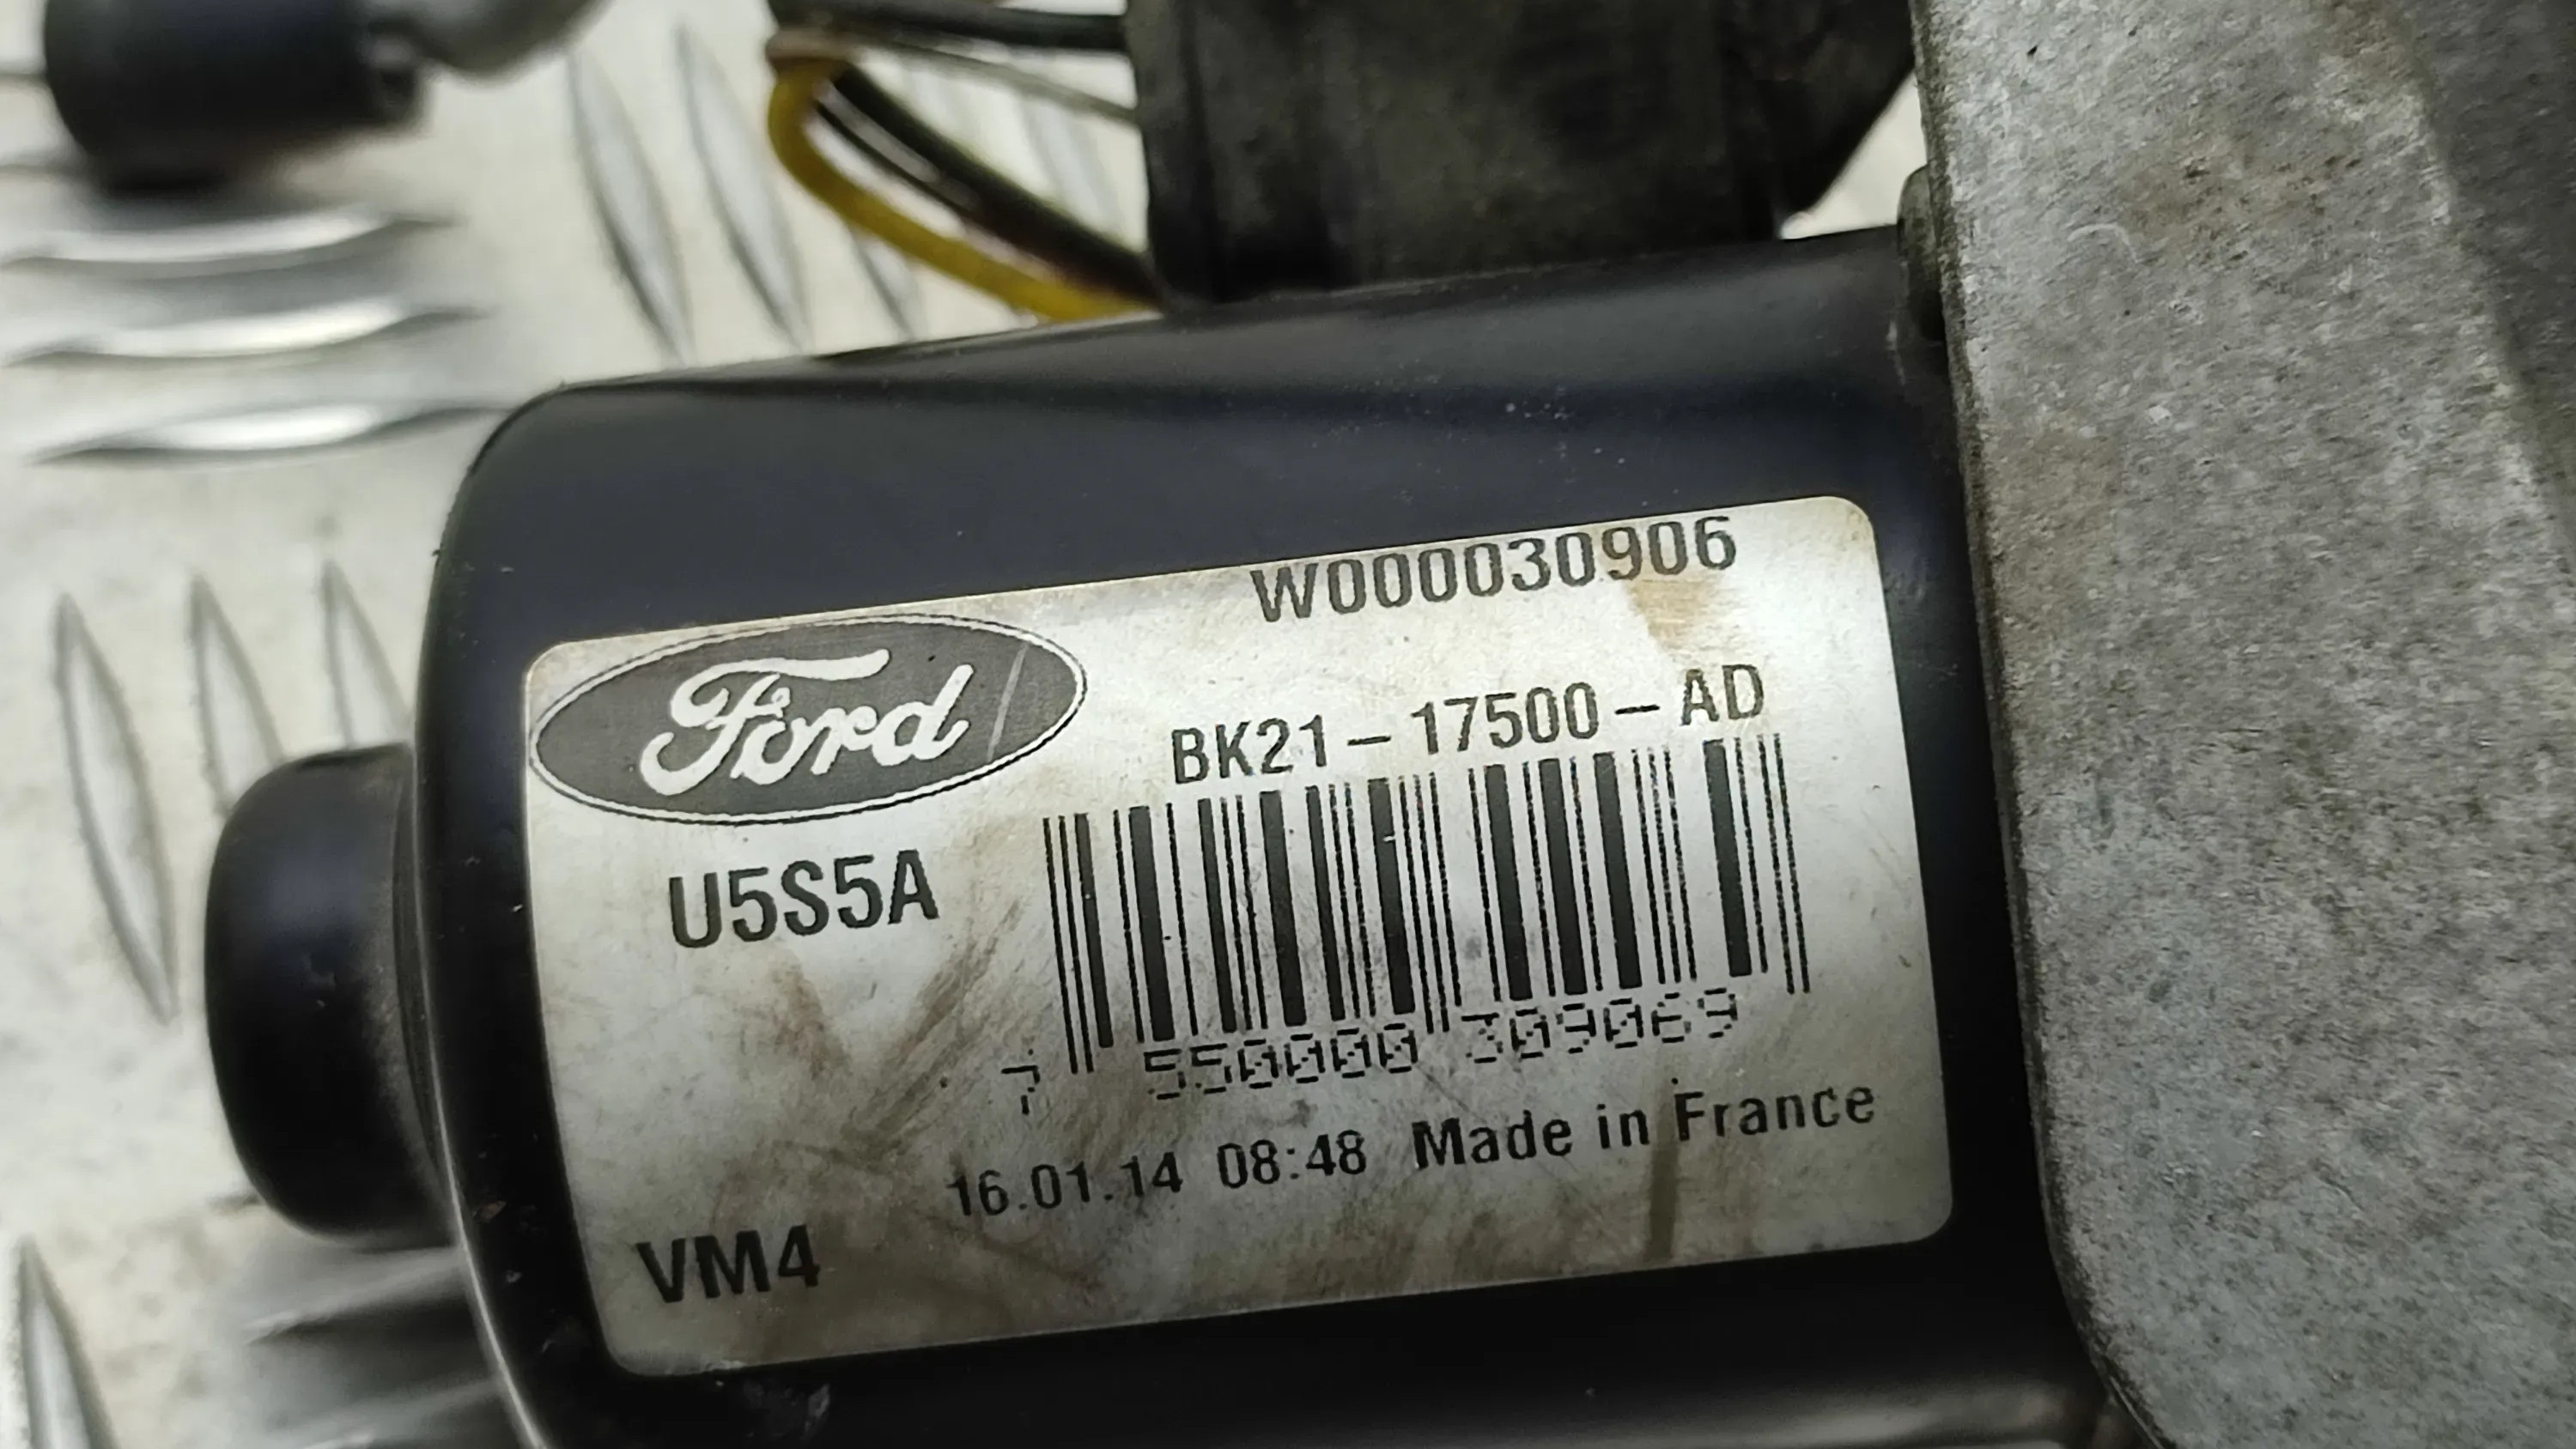 W000030906
Ford
BK21-17500-AD
U5S5A
7 550000 309069
16.01.14 08:48 Made in France
VM4